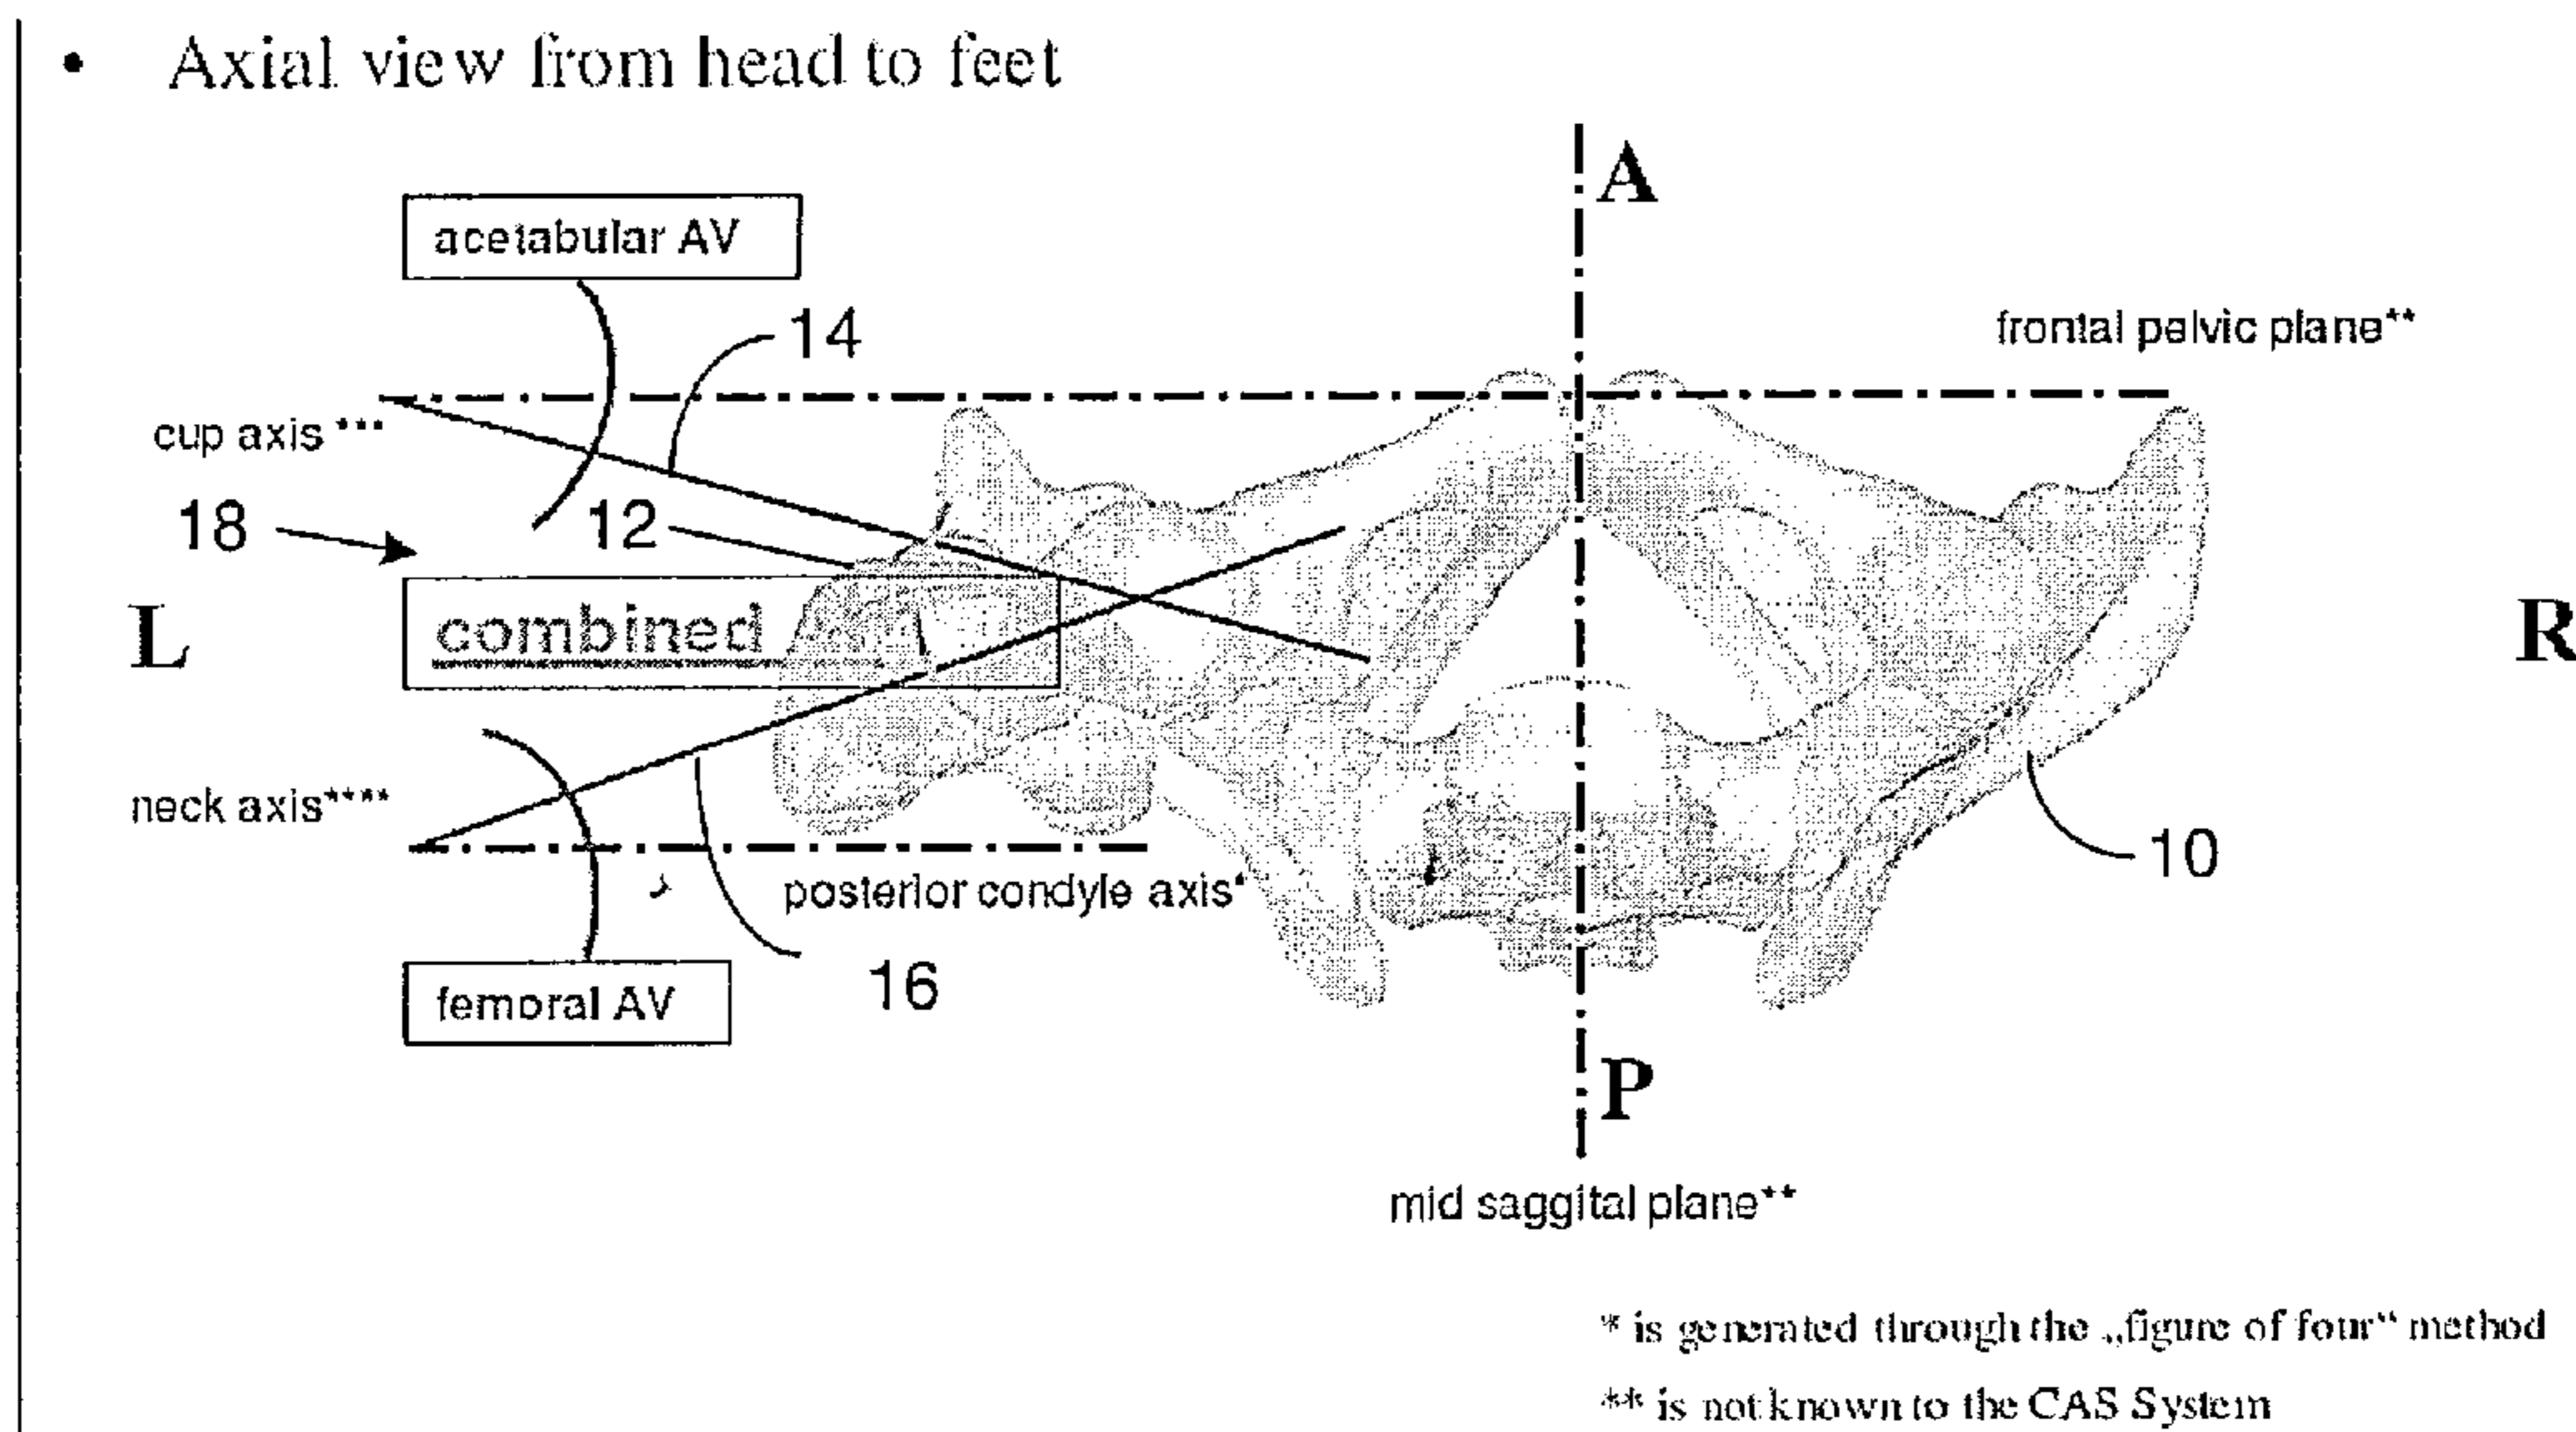 • Axial view from head to feet
A
acetabular AV
14
frontal pelvic plane**
cup axis ***
18
12
L
combined
R
neck axis****
10
posterior condyle axis*
16
femoral AV
P
mid saggital plane**
* is generated through the „figure of four“ method
** is not known to the CAS System